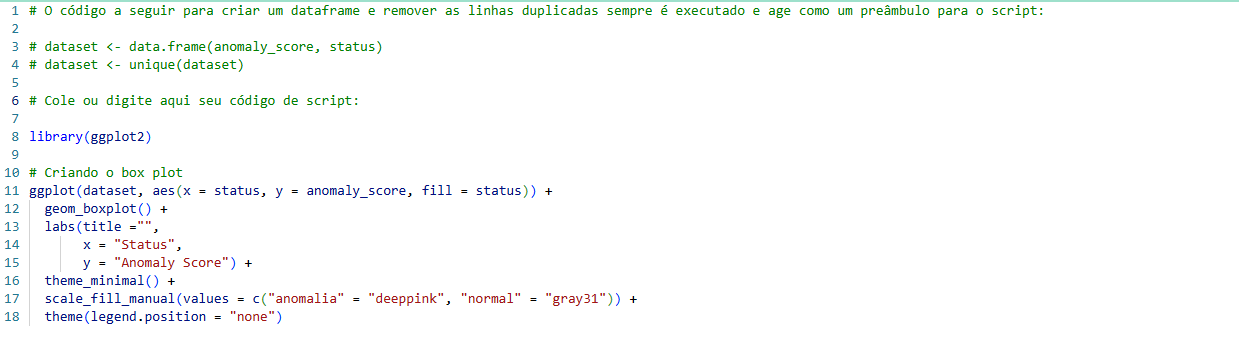 1 # O código a seguir para criar um dataframe e remover as linhas duplicadas sempre é executado e age como um preâmbulo para o script:
2
3 # dataset <- data.frame(anomaly_score, status)
4 # dataset <- unique(dataset)
5
6 # Cole ou digite aqui seu código de script:
7
8 library(ggplot2)
9
10 # Criando o box plot
11 ggplot(dataset, aes(x = status, y = anomaly_score, fill = status)) +
12   geom_boxplot() +
13   labs(title ="",
14        x = "Status",
15        y = "Anomaly Score") +
16   theme_minimal() +
17   scale_fill_manual(values = c("anomalia" = "deeppink", "normal" = "gray31")) +
18   theme(legend.position = "none")